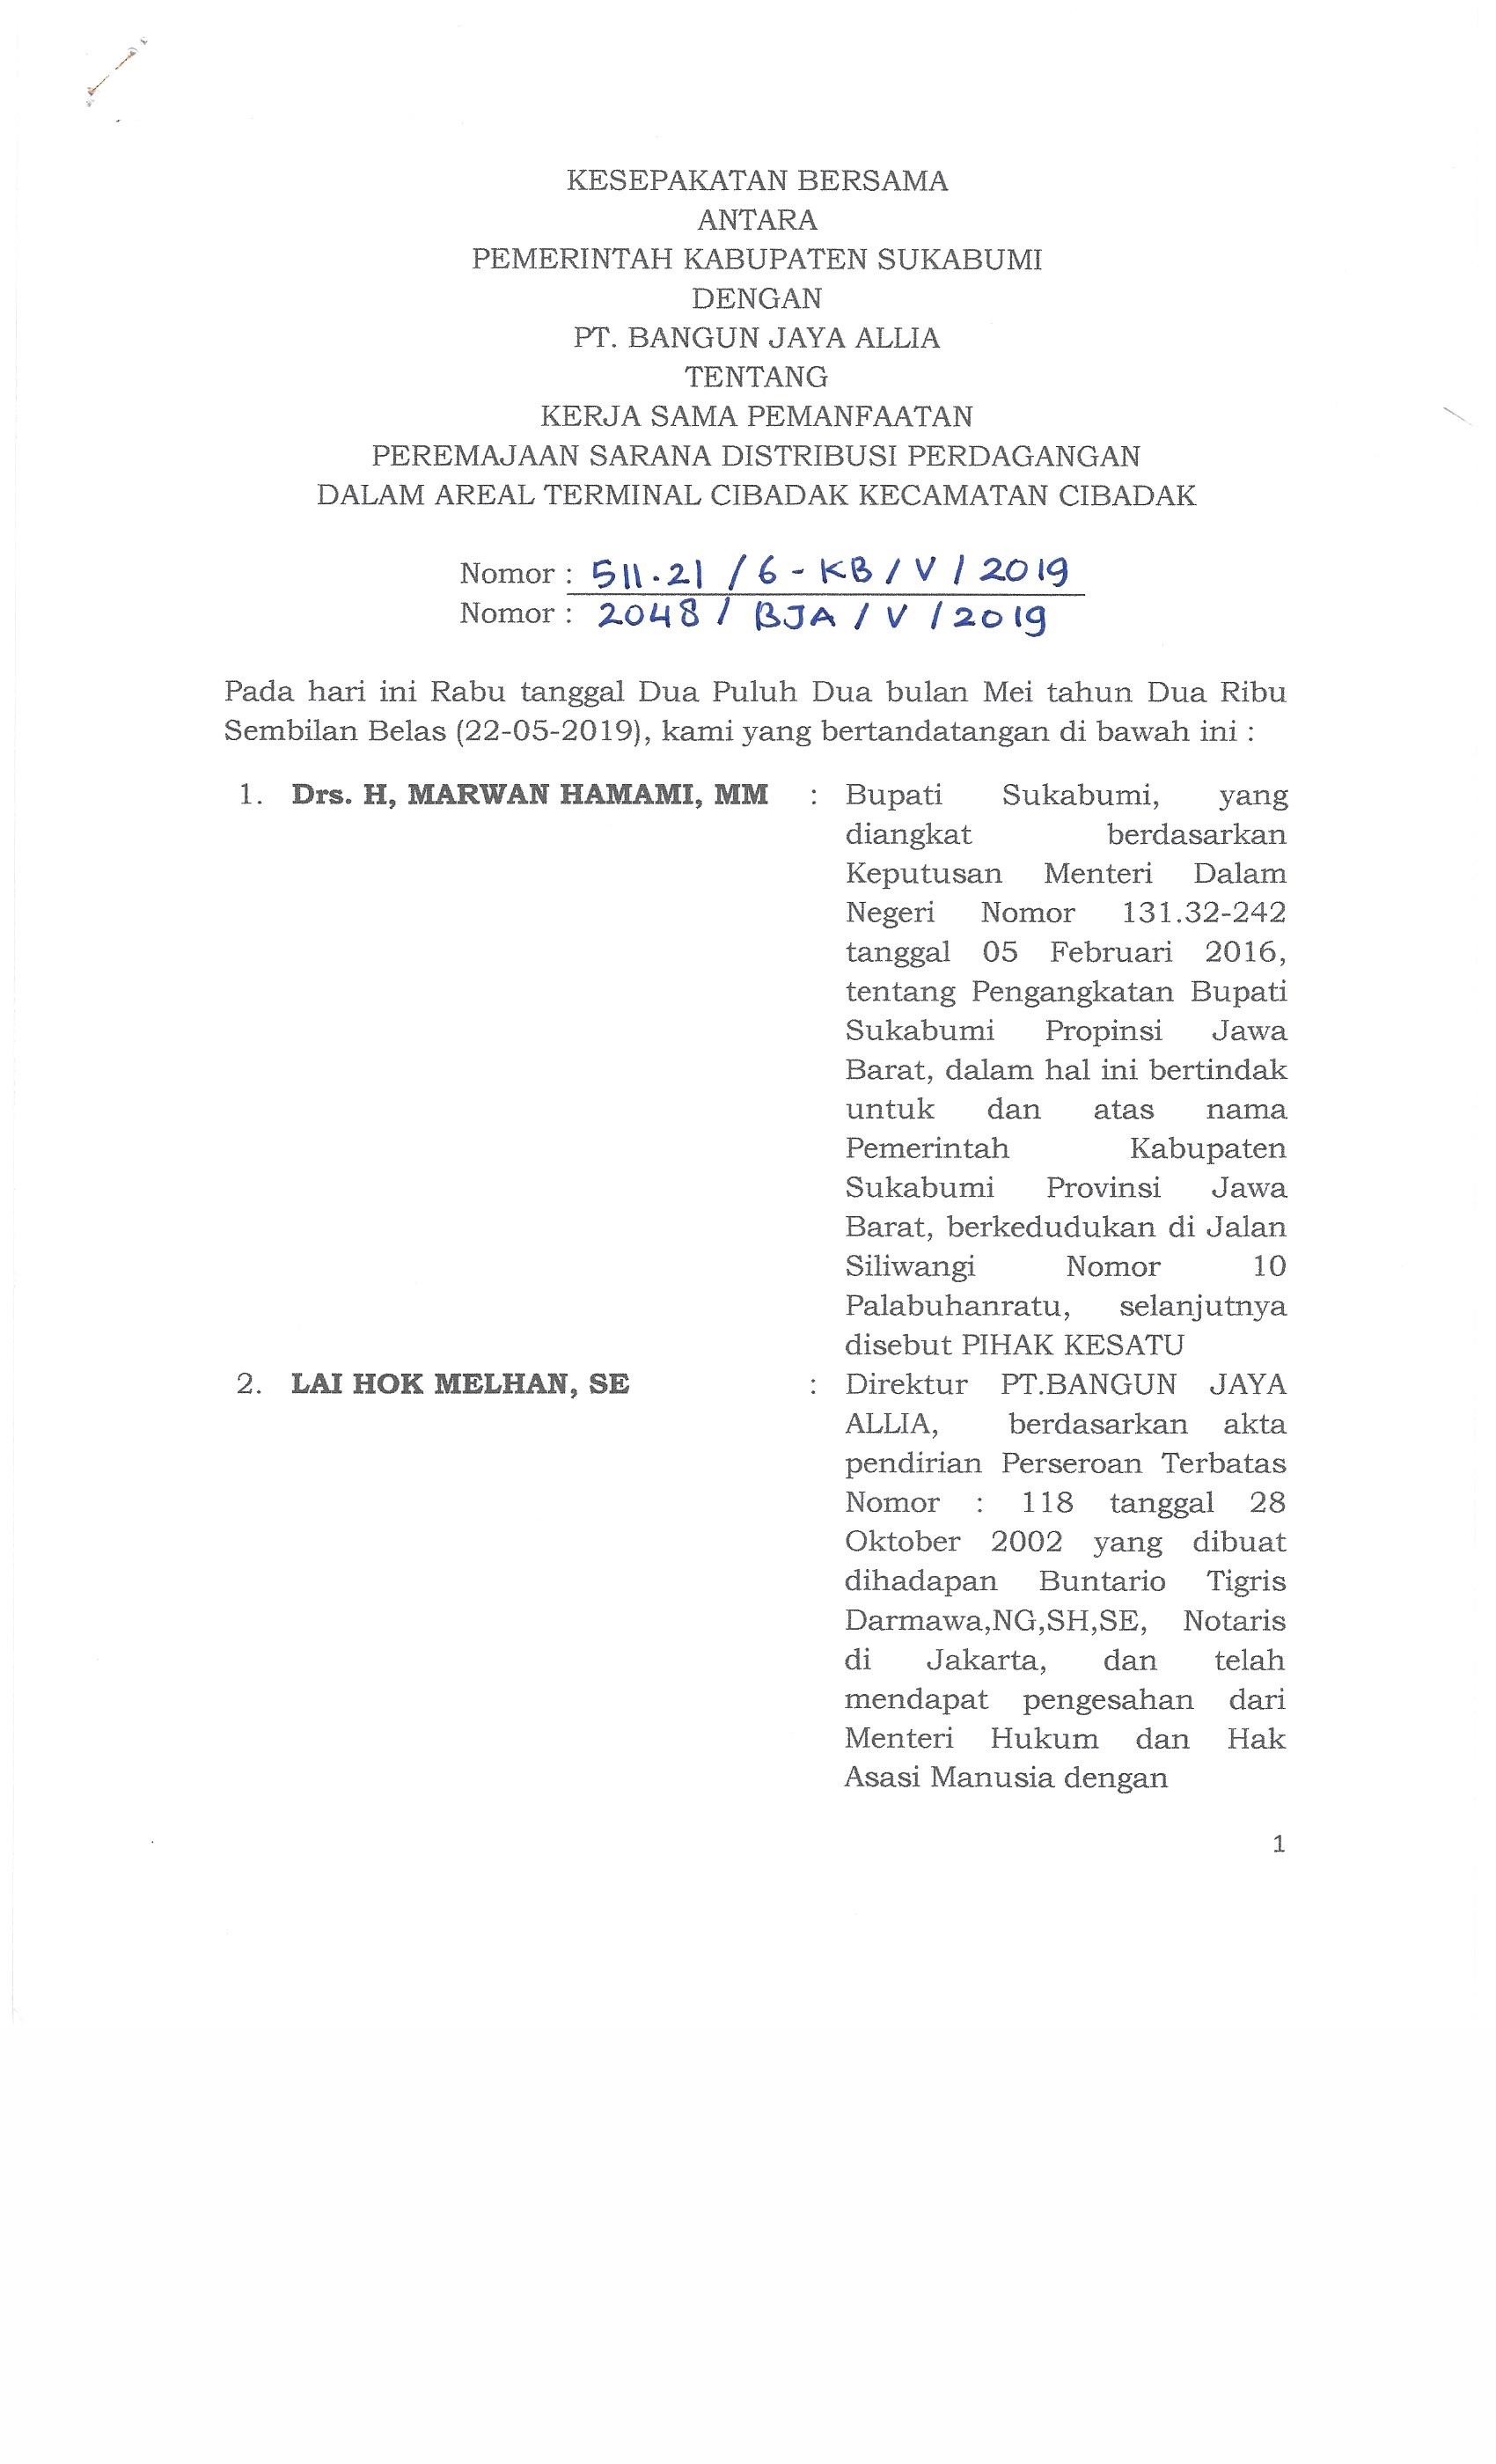 KESEPAKATAN BERSAMA
ANTARA
PEMERINTAH KABUPATEN SUKABUMI
DENGAN
PT. BANGUN JAYA ALLIA
TENTANG
KERJA SAMA PEMANFAATAN
PEREMAJAAN SARANA DISTRIBUSI PERDAGANGAN
DALAM AREAL TERMINAL CIBADAK KECAMATAN CIBADAK
Nomor : 511.21 / 6 - KB / V / 2019
Nomor : 2048 / BJA / V / 2019
Pada hari ini Rabu tanggal Dua Puluh Dua bulan Mei tahun Dua Ribu
Sembilan Belas (22-05-2019), kami yang bertandatangan di bawah ini :
1. Drs. H, MARWAN HAMAMI, MM : Bupati Sukabumi, yang
diangkat berdasarkan
Keputusan Menteri Dalam
Negeri Nomor 131.32-242
tanggal 05 Februari 2016,
tentang Pengangkatan Bupati
Sukabumi Propinsi Jawa
Barat, dalam hal ini bertindak
untuk dan atas nama
Pemerintah Kabupaten
Sukabumi Provinsi Jawa
Barat, berkedudukan di Jalan
Siliwangi Nomor 10
Palabuhanratu, selanjutnya
disebut PIHAK KESATU
2. LAI HOK MELHAN, SE : Direktur PT.BANGUN JAYA
ALLIA, berdasarkan akta
pendirian Perseroan Terbatas
Nomor : 118 tanggal 28
Oktober 2002 yang dibuat
dihadapan Buntario Tigris
Darmawa,NG,SH,SE, Notaris
di Jakarta, dan telah
mendapat pengesahan dari
Menteri Hukum dan Hak
Asasi Manusia dengan
1